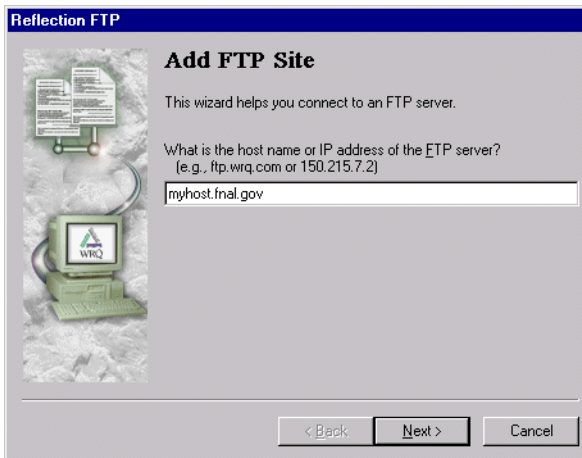 Reflection FTP
Add FTP Site
This wizard helps you connect to an FTP server.
What is the host name or IP address of the FTP server?
(e.g., ftp.wrq.com or 150.215.7.2)
myhost.fnal.gov
WRQ
< Back
Next >
Cancel